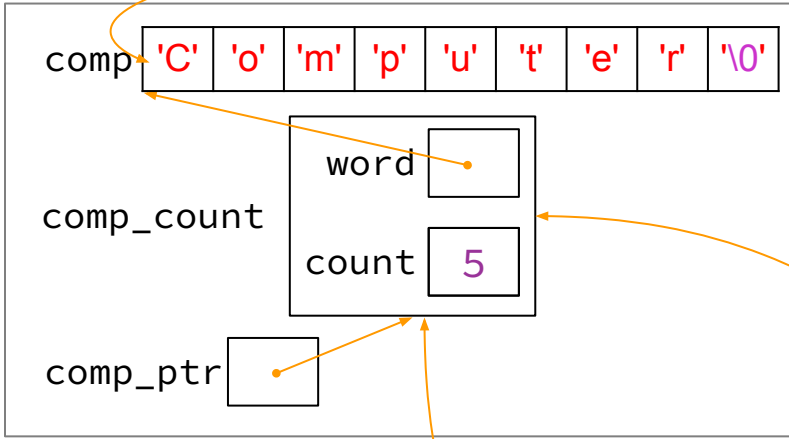 comp 'C' 'o' 'm' 'p' 'u' 't' 'e' 'r' '\0'
word
comp_count
count 5
comp_ptr